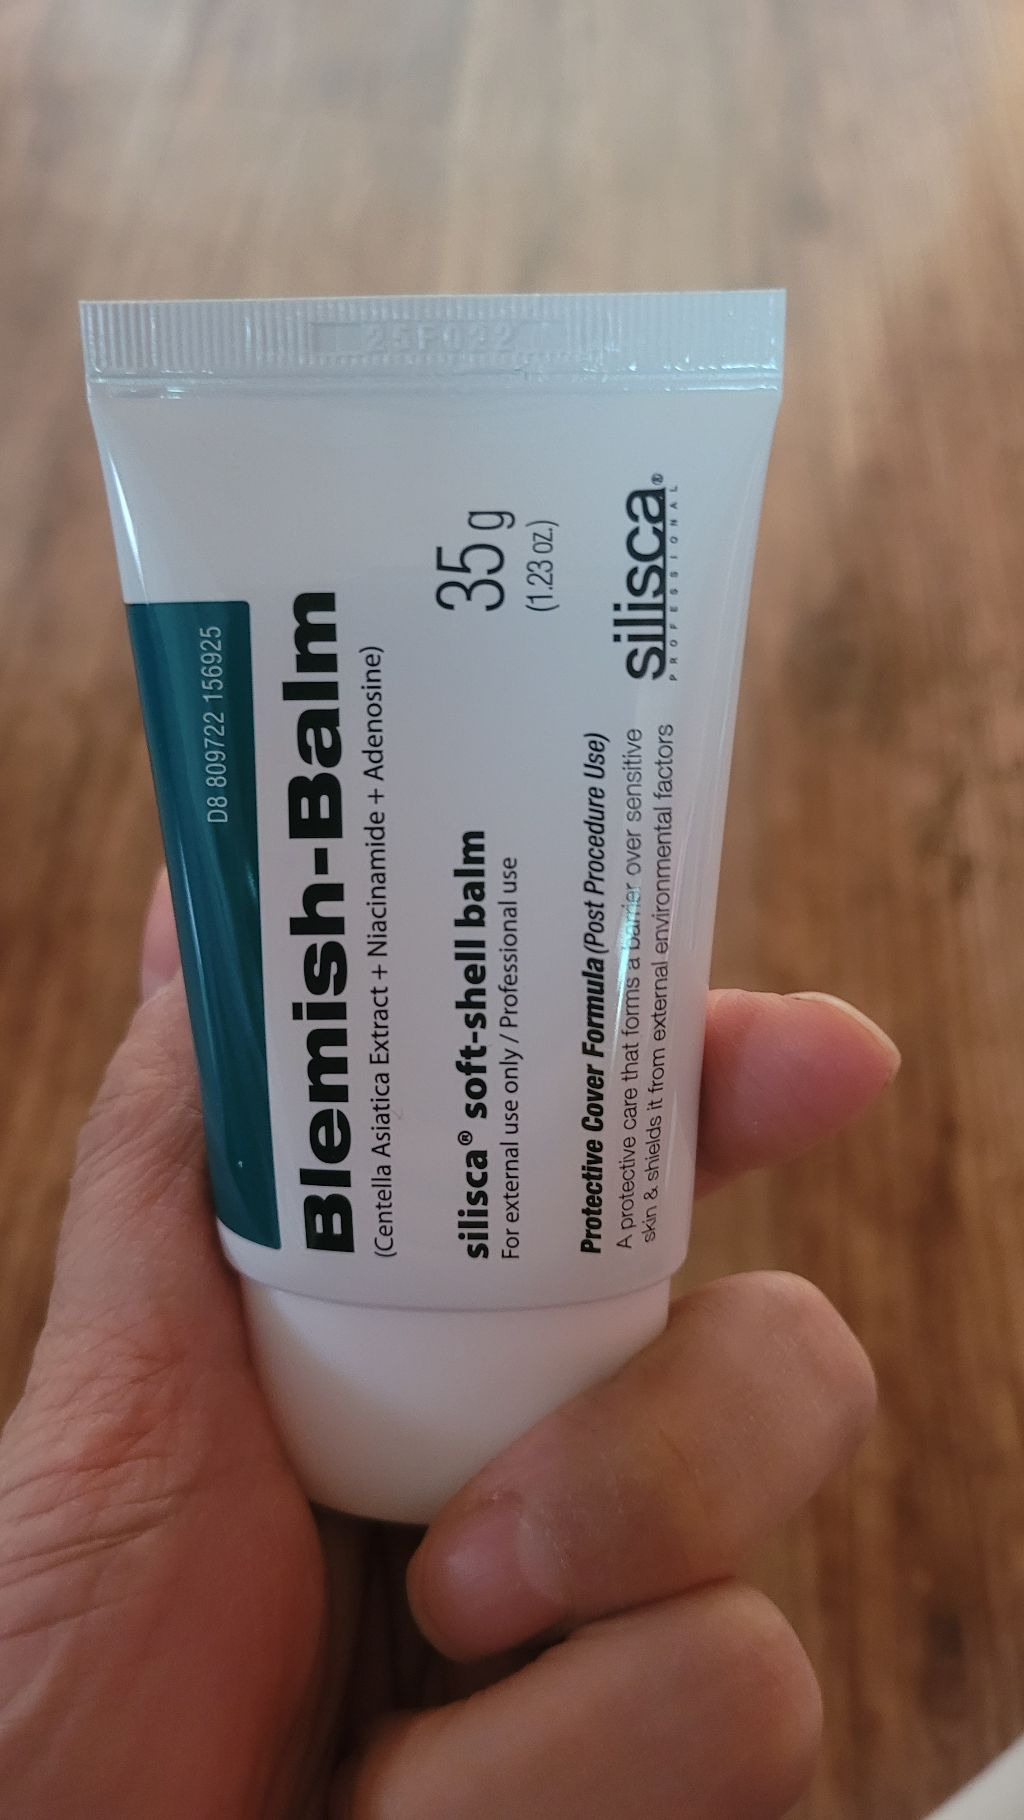 25F022
D8 809722 156925
Blemish-Balm
(Centella Asiatica Extract + Niacinamide + Adenosine)
35 g
(1.23 oz.)
silisca® soft-shell balm
For external use only / Professional use
Protective Cover Formula (Post Procedure Use)
A protective care that forms a barrier over sensitive
skin & shields it from external environmental factors
silisca®
PROFESSIONAL